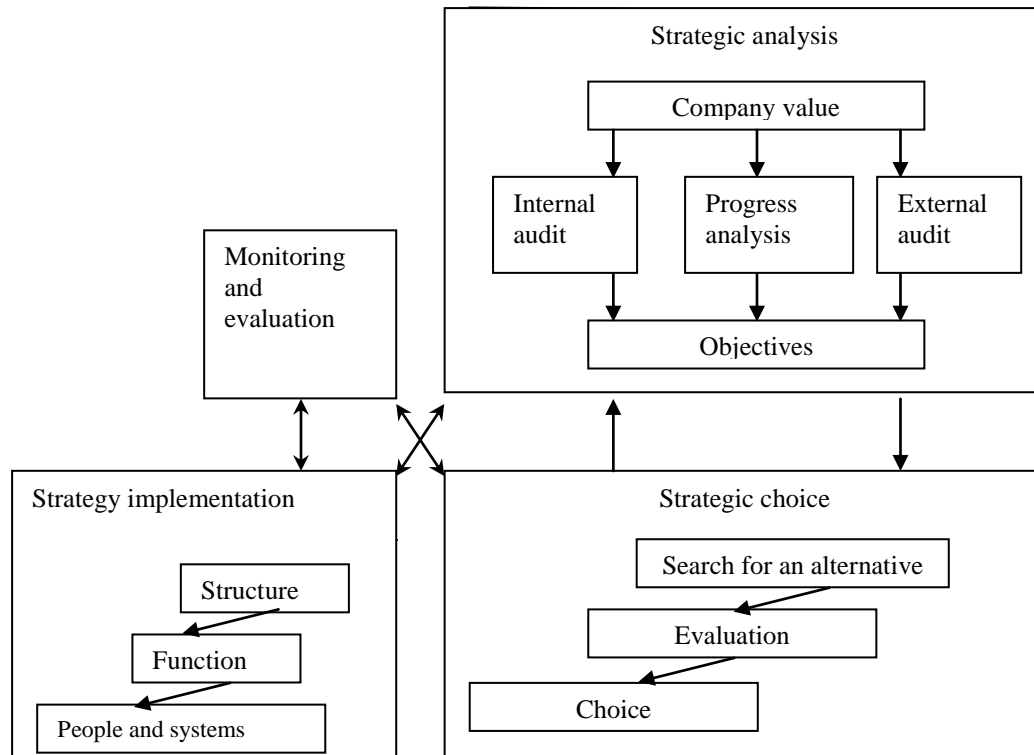 Strategic analysis
Company value
Internal
audit
Progress
analysis
External
audit
Objectives
Monitoring
and
evaluation
Strategy implementation
Structure
Function
People and systems
Strategic choice
Search for an alternative
Evaluation
Choice